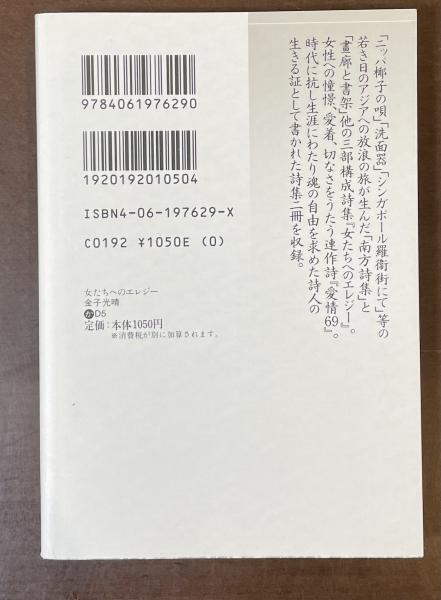 「ニッパ椰子の唄」「洗面器」「シンガポール羅衛街にて」等の
若き日のアジアへの放浪の旅が生んだ「南方詩集」と
「畫廊と書架」他の三部構成詩集『女たちへのエレジー』。
女性への憧憬、愛着、切なさをうたう連作詩『愛情69』。
時代に抗し生涯にわたり魂の自由を求めた詩人の
生きる証として書かれた詩集二冊を収録。
9784061976290
1920192010504
ISBN4-06-197629-X
C0192 ¥1050E (0)
女たちへのエレジー
金子光晴
かD5
定価:本体1050円
※消費税が別に加算されます。